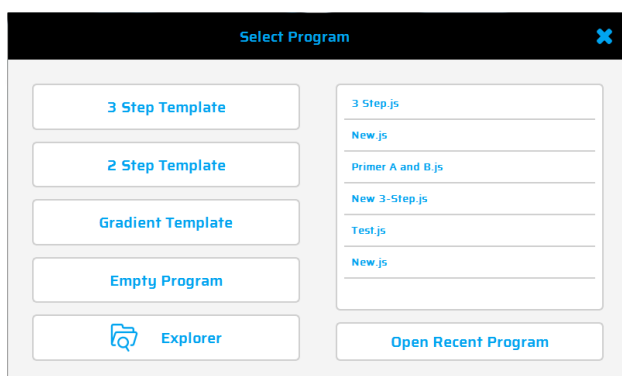 Select Program
3 Step Template
2 Step Template
Gradient Template
Empty Program
Explorer
3 Step.js
New.js
Primer A and B.js
New 3-Step.js
Test.js
New.js
Open Recent Program